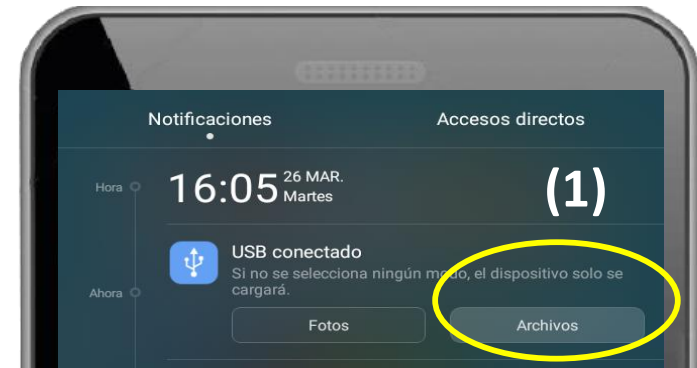 Notificaciones Accesos directos
Hora 16:05 26 MAR.
Martes
(1)
USB conectado
Si no se selecciona ningún modo, el dispositivo solo se
Ahora cargará.
Fotos Archivos